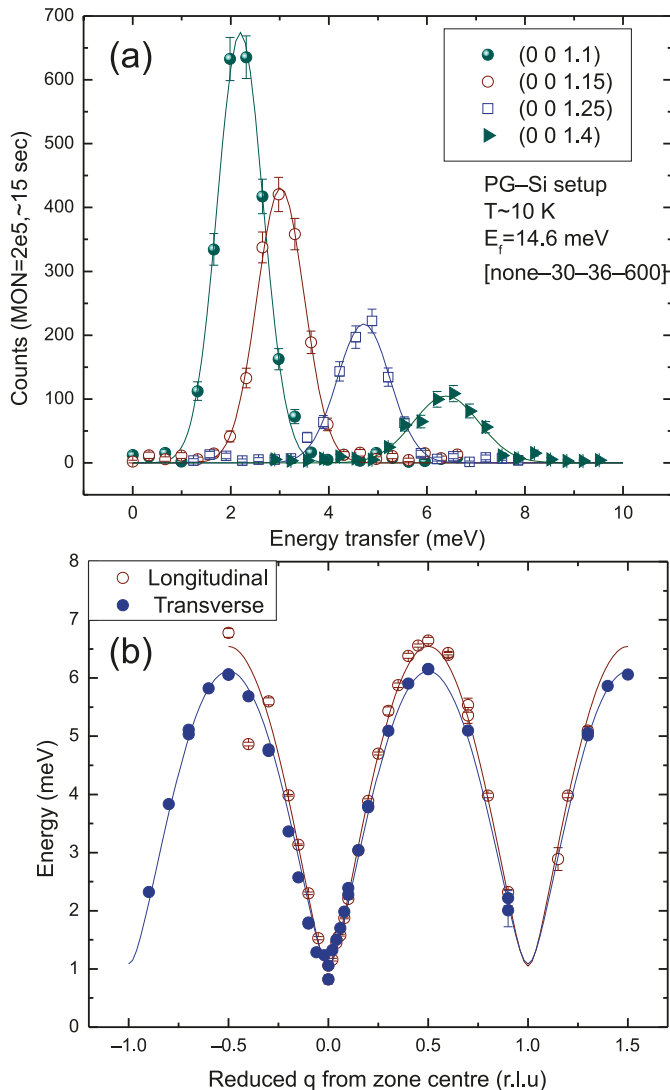 700
600
500
400
300
200
100
0
Counts (MON=2e5,~15 sec)
(a)
(0 0 1.1)
(0 0 1.15)
(0 0 1.25)
(0 0 1.4)
PG–Si setup
T~10 K
E_f=14.6 meV
[none–30–36–600]
0 2 4 6 8 10
Energy transfer (meV)
8
7
6
5
4
3
2
1
0
Energy (meV)
Longitudinal
Transverse
(b)
–1.0 –0.5 0.0 0.5 1.0 1.5
Reduced q from zone centre (r.l.u)